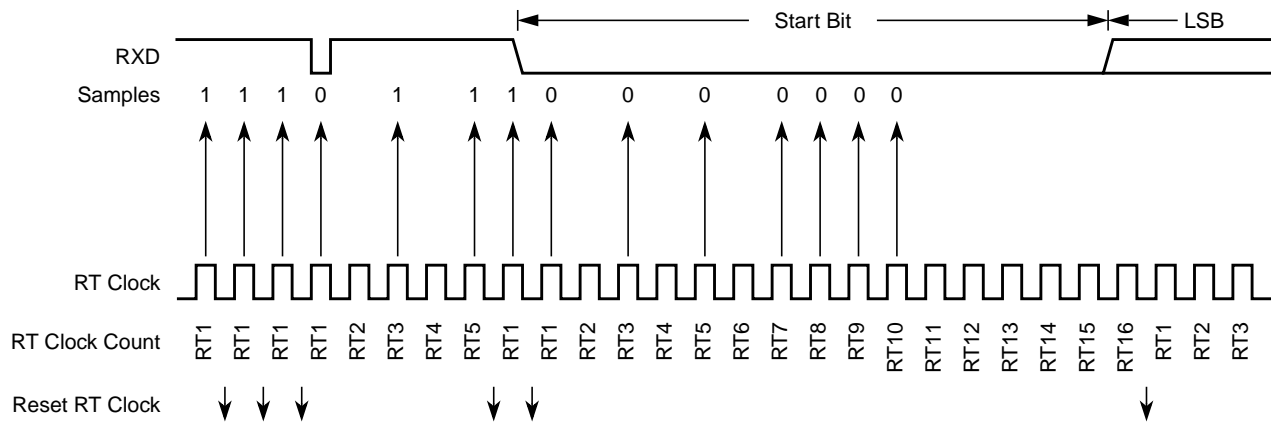 Start Bit LSB
RXD
Samples 1 1 1 0 1 1 1 0 0 0 0 0 0 0
RT Clock
RT Clock Count RT1 RT1 RT1 RT1 RT2 RT3 RT4 RT5 RT1 RT1 RT2 RT3 RT4 RT5 RT6 RT7 RT8 RT9 RT10 RT11 RT12 RT13 RT14 RT15 RT16 RT1 RT2 RT3
Reset RT Clock